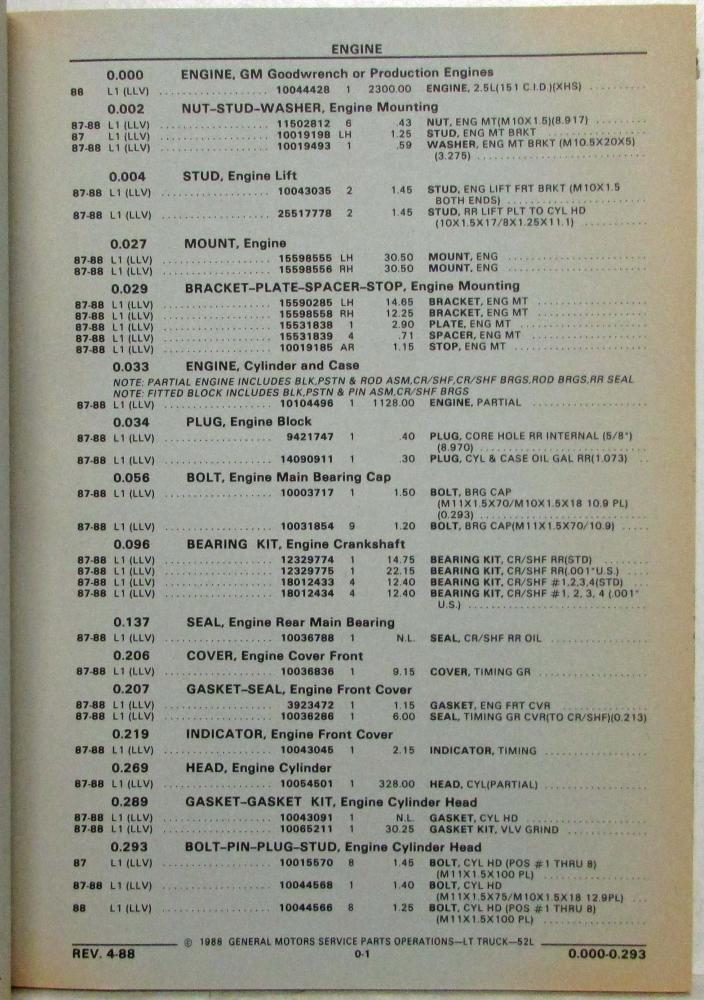 ENGINE
0.000 ENGINE, GM Goodwrench or Production Engines
88 L1 (LLV) .................. 10044428 1 2300.00 ENGINE, 2.5L(151 C.I.D.)(XHS) ..........
0.002 NUT–STUD–WASHER, Engine Mounting
87-88 L1 (LLV) .................. 11502812 6 .43 NUT, ENG MT(M10X1.5)(8.917) .........
87 L1 (LLV) .................. 10019198 LH 1.25 STUD, ENG MT BRKT ..................
87-88 L1 (LLV) .................. 10019493 1 .59 WASHER, ENG MT BRKT (M10.5X20X5)
(3.275) ............................
0.004 STUD, Engine Lift
87-88 L1 (LLV) .................. 10043035 2 1.45 STUD, ENG LIFT FRT BRKT (M10X1.5
BOTH ENDS) ........................
87-88 L1 (LLV) .................. 25517778 2 1.45 STUD, RR LIFT PLT TO CYL HD
(10X1.5X17/8X1.25X11.1) ...........
0.027 MOUNT, Engine
87-88 L1 (LLV) .................. 15598555 LH 30.50 MOUNT, ENG ........................
87-88 L1 (LLV) .................. 15598556 RH 30.50 MOUNT, ENG ........................
0.029 BRACKET–PLATE–SPACER–STOP, Engine Mounting
87-88 L1 (LLV) .................. 15590285 LH 14.65 BRACKET, ENG MT ...................
87-88 L1 (LLV) .................. 15598558 RH 12.25 BRACKET, ENG MT ...................
87-88 L1 (LLV) .................. 15531838 1 2.90 PLATE, ENG MT .....................
87-88 L1 (LLV) .................. 15531839 4 .71 SPACER, ENG MT ....................
87-88 L1 (LLV) .................. 10019185 AR 1.15 STOP, ENG MT ......................
0.033 ENGINE, Cylinder and Case
NOTE: PARTIAL ENGINE INCLUDES BLK,PSTN & ROD ASM,CR/SHF,CR/SHF BRGS,ROD BRGS,RR SEAL
NOTE: FITTED BLOCK INCLUDES BLK,PSTN & PIN ASM,CR/SHF BRGS
87-88 L1 (LLV) .................. 10104496 1 1128.00 ENGINE, PARTIAL ...................
0.034 PLUG, Engine Block
87-88 L1 (LLV) .................. 9421747 1 .40 PLUG, CORE HOLE RR INTERNAL (5/8")
(8.970) ............................
87-88 L1 (LLV) .................. 14090911 1 .30 PLUG, CYL & CASE OIL GAL RR(1.073) ..
0.056 BOLT, Engine Main Bearing Cap
87-88 L1 (LLV) .................. 10003717 1 1.50 BOLT, BRG CAP
(M11X1.5X70/M10X1.5X18 10.9 PL)
(0.293) ............................
87-88 L1 (LLV) .................. 10031854 9 1.20 BOLT, BRG CAP(M11X1.5X70/10.9) .....
0.096 BEARING KIT, Engine Crankshaft
87-88 L1 (LLV) .................. 12329774 1 14.75 BEARING KIT, CR/SHF RR(STD) .......
87-88 L1 (LLV) .................. 12329775 1 22.15 BEARING KIT, CR/SHF RR(.001"U.S.) ....
87-88 L1 (LLV) .................. 18012433 4 12.40 BEARING KIT, CR/SHF #1,2,3,4(STD) ...
87-88 L1 (LLV) .................. 18012434 4 12.40 BEARING KIT, CR/SHF #1, 2, 3, 4 (.001"
U.S.) ..............................
0.137 SEAL, Engine Rear Main Bearing
87-88 L1 (LLV) .................. 10036788 1 N.L. SEAL, CR/SHF RR OIL ................
0.206 COVER, Engine Cover Front
87-88 L1 (LLV) .................. 10036836 1 9.15 COVER, TIMING GR ..................
0.207 GASKET–SEAL, Engine Front Cover
87-88 L1 (LLV) .................. 3923472 1 1.15 GASKET, ENG FRT CVR ...............
87-88 L1 (LLV) .................. 10036286 1 6.00 SEAL, TIMING GR CVR(TO CR/SHF)(0.213)
0.219 INDICATOR, Engine Front Cover
87-88 L1 (LLV) .................. 10043045 1 2.15 INDICATOR, TIMING .................
0.269 HEAD, Engine Cylinder
87-88 L1 (LLV) .................. 10054501 1 328.00 HEAD, CYL(PARTIAL) ................
0.289 GASKET–GASKET KIT, Engine Cylinder Head
87-88 L1 (LLV) .................. 10043091 1 N.L. GASKET, CYL HD ....................
87-88 L1 (LLV) .................. 10065211 1 30.25 GASKET KIT, VLV GRIND .............
0.293 BOLT–PIN–PLUG–STUD, Engine Cylinder Head
87 L1 (LLV) .................. 10015570 8 1.45 BOLT, CYL HD (POS #1 THRU 8)
(M11X1.5X100 PL) ..................
87-88 L1 (LLV) .................. 10044568 1 1.40 BOLT, CYL HD
(M11X1.5X75/M10X1.5X18 12.9PL) ....
88 L1 (LLV) .................. 10044566 8 1.25 BOLT, CYL HD (POS #1 THRU 8)
(M11X1.5X100 PL) ..................
© 1988 GENERAL MOTORS SERVICE PARTS OPERATIONS—LT TRUCK—52L
REV. 4-88 0-1 0.000-0.293